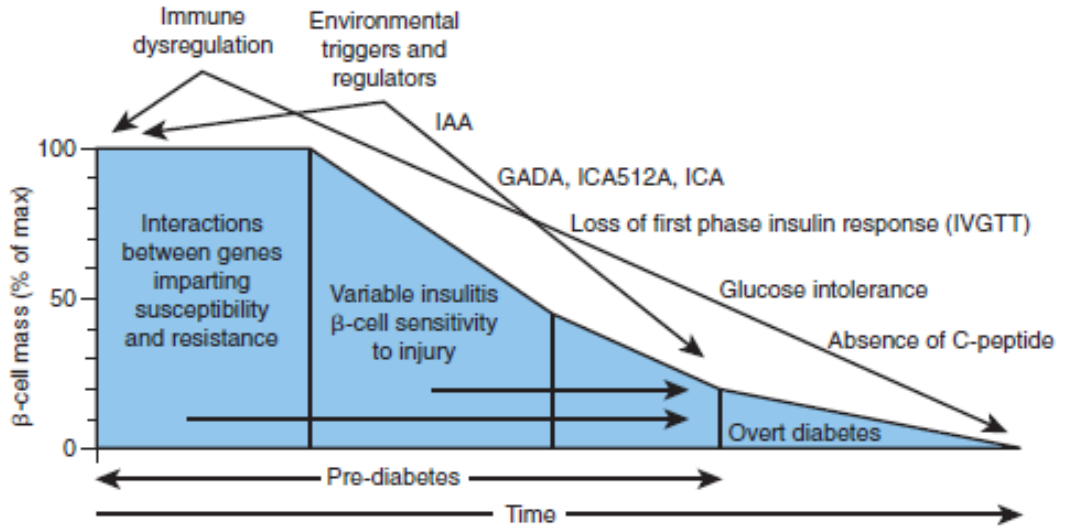 Immune
dysregulation
Environmental
triggers and
regulators
IAA
GADA, ICA512A, ICA
Loss of first phase insulin response (IVGTT)
Glucose intolerance
Absence of C-peptide
β-cell mass (% of max)
100
50
0
Interactions
between genes
imparting
susceptibility
and resistance
Variable insulitis
β-cell sensitivity
to injury
Overt diabetes
Pre-diabetes
Time